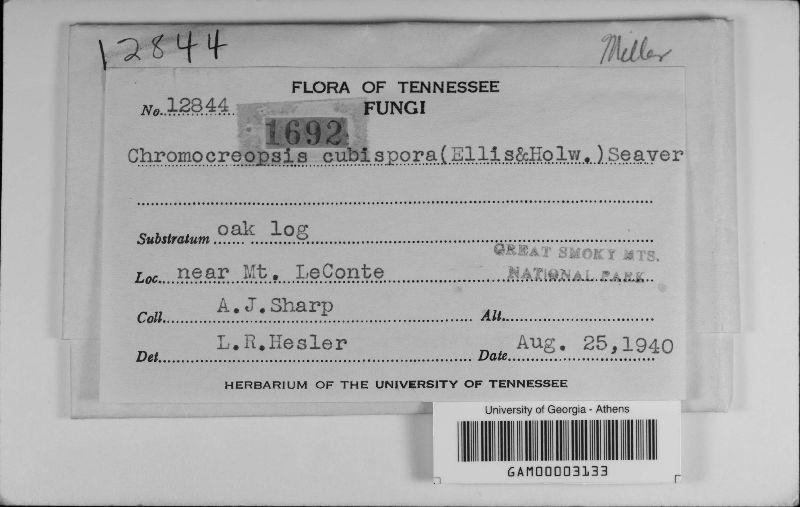 12844 Miller
FLORA OF TENNESSEE
No. 12844 FUNGI
1692
Chromocreopsis cubispora(Ellis&Holw.)Seaver
Substratum oak log
GREAT SMOKY MTS.
Loc. near Mt. LeConte NATIONAL PARK
Coll. A.J.Sharp Alt.
Det. L.R.Hesler Date Aug. 25,1940
HERBARIUM OF THE UNIVERSITY OF TENNESSEE
University of Georgia - Athens
GAM00003133